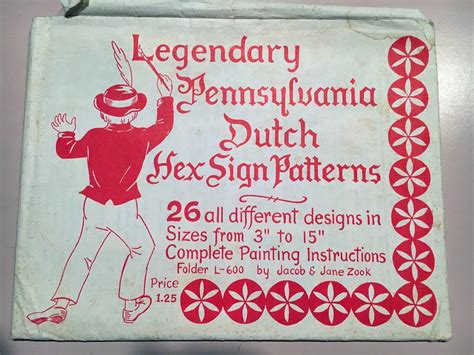 Legendary
Pennsylvania
Dutch
Hex Sign Patterns
26 all different designs in
Sizes from 3" to 15"
Complete Painting Instructions
Folder L-600 by Jacob & Jane Zook
Price
1.25